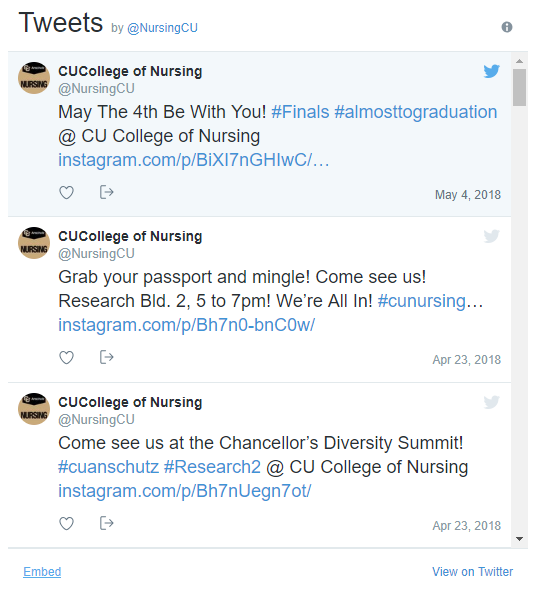 Tweets by @NursingCU
CUCollege of Nursing
@NursingCU
May The 4th Be With You! #Finals #almosttograduation
@ CU College of Nursing
instagram.com/p/BiXI7nGHIwC/…
May 4, 2018
CUCollege of Nursing
@NursingCU
Grab your passport and mingle! Come see us!
Research Bld. 2, 5 to 7pm! We’re All In! #cunursing…
instagram.com/p/Bh7n0-bnC0w/
Apr 23, 2018
CUCollege of Nursing
@NursingCU
Come see us at the Chancellor’s Diversity Summit!
#cuanschutz #Research2 @ CU College of Nursing
instagram.com/p/Bh7nUegn7ot/
Apr 23, 2018
Embed
View on Twitter
NURSING
NURSING
NURSING